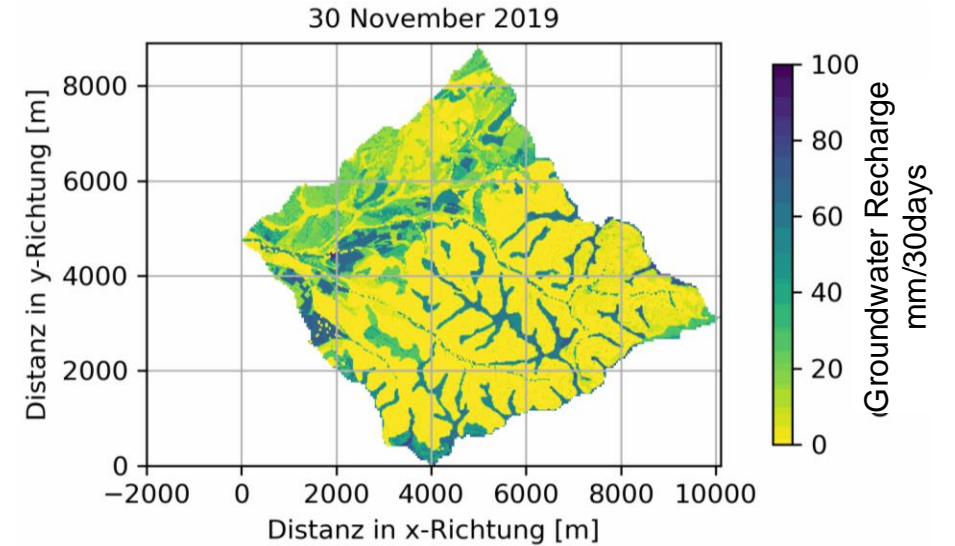 30 November 2019
8000
6000
4000
2000
0
−2000 0 2000 4000 6000 8000 10000
Distanz in x-Richtung [m]
Distanz in y-Richtung [m]
100
80
60
40
20
0
(Groundwater Recharge
mm/30days